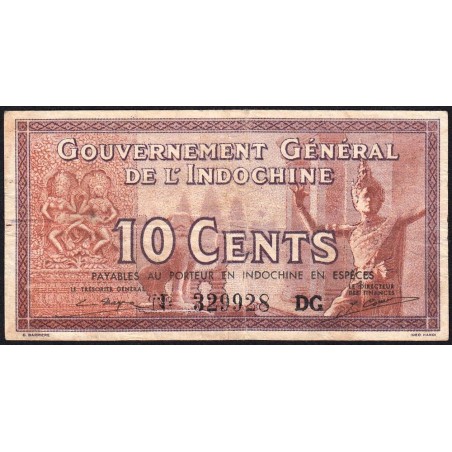 GOUVERNEMENT GÉNÉRAL
DE L'INDOCHINE
10 CENTS
PAYABLES AU PORTEUR EN INDOCHINE EN ESPÈCES
LE TRÉSORIER GÉNÉRAL
LE DIRECTEUR
DES FINANCES
N° 329928 DG